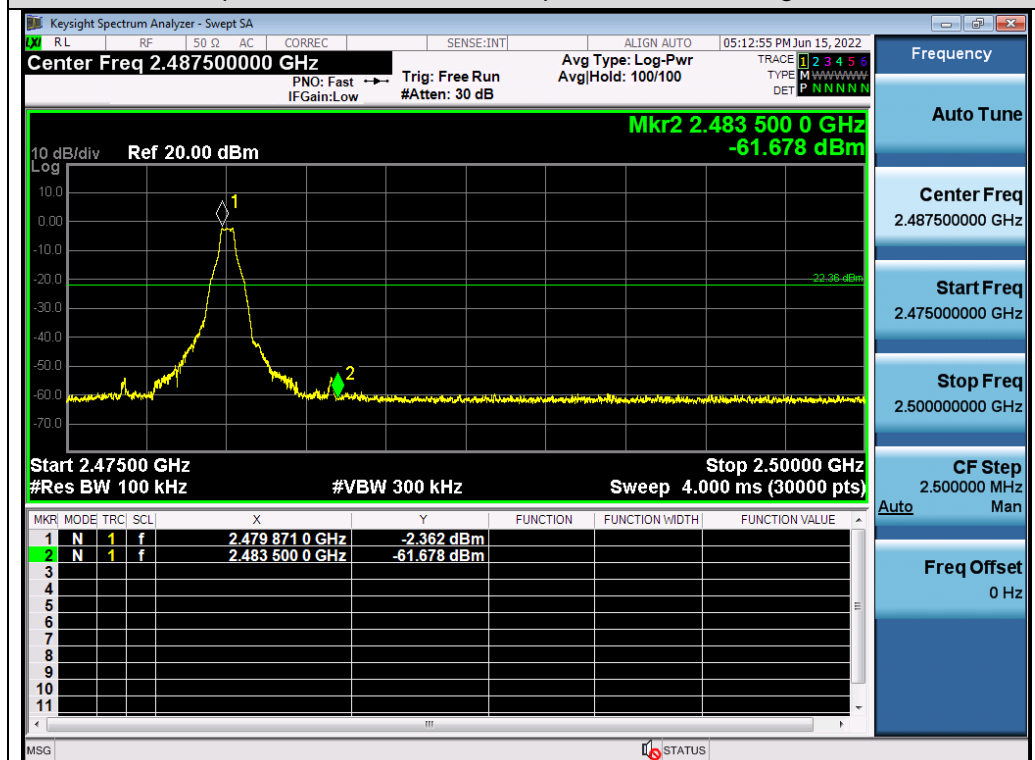 Keysight Spectrum Analyzer - Swept SA
LXI RL RF 50 Ω AC CORREC SENSE:INT ALIGN AUTO 05:12:55 PM Jun 15, 2022
Center Freq 2.487500000 GHz
PNO: Fast
IFGain:Low
Trig: Free Run
#Atten: 30 dB
Avg Type: Log-Pwr
Avg|Hold: 100/100
TRACE 1 2 3 4 5 6
TYPE M WWWWW
DET P N N N N N
Mkr2 2.483 500 0 GHz
-61.678 dBm
10 dB/div Ref 20.00 dBm
Log
10.0
0.00
-10.0
-20.0
-30.0
-40.0
-50.0
-60.0
-70.0
1
2
-22.36 dBm
Start 2.47500 GHz Stop 2.50000 GHz
#Res BW 100 kHz #VBW 300 kHz Sweep 4.000 ms (30000 pts)
MKR MODE TRC SCL X Y FUNCTION FUNCTION WIDTH FUNCTION VALUE
1 N 1 f 2.479 871 0 GHz -2.362 dBm
2 N 1 f 2.483 500 0 GHz -61.678 dBm
3
4
5
6
7
8
9
10
11
MSG STATUS
Frequency
Auto Tune
Center Freq
2.487500000 GHz
Start Freq
2.475000000 GHz
Stop Freq
2.500000000 GHz
CF Step
2.500000 MHz
Auto Man
Freq Offset
0 Hz